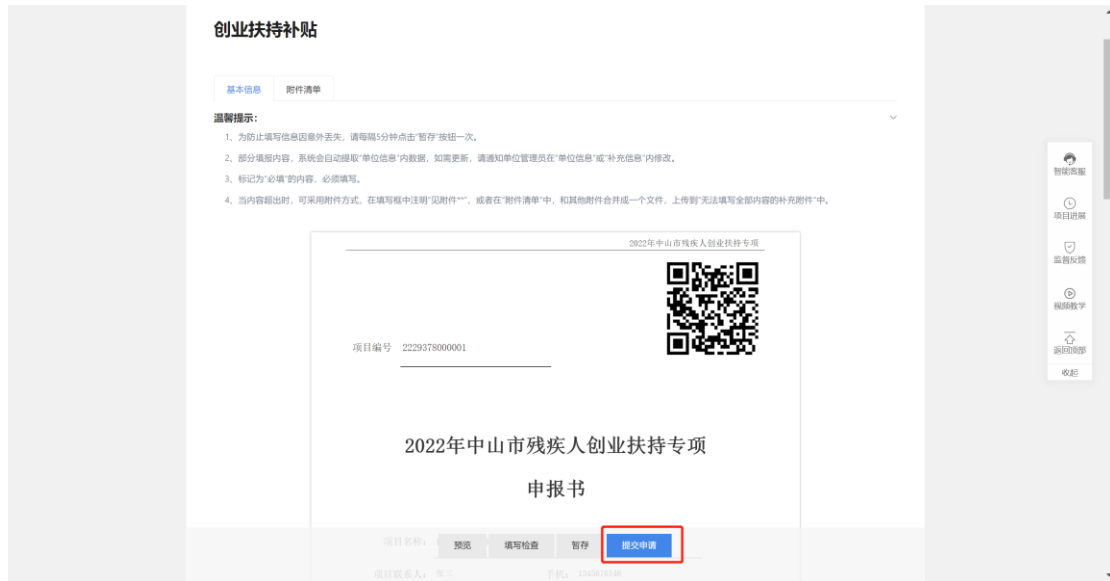 创业扶持补贴
基本信息 附件清单
温馨提示:
1、为防止填写信息因意外丢失，请每隔5分钟点击"暂存"按钮一次。
2、部分填报内容，系统会自动提取"单位信息"内数据，如需更新，请通知单位管理员在"单位信息"或"补充信息"内修改。
3、标记为"必填"的内容，必须填写。
4、当内容超出时，可采用附件方式，在填写框中注明"见附件**"，或者在"附件清单"中，和其他附件合并成一个文件，上传到"无法填写全部内容的补充附件"中。
2022年中山市残疾人创业扶持专项
项目编号 2229378000001
2022年中山市残疾人创业扶持专项
申报书
项目名称：
预览 填写检查 暂存 提交申请
项目联系人： 张三 手机：
智能客服
项目进展
监督反馈
视频教学
返回顶部
收起